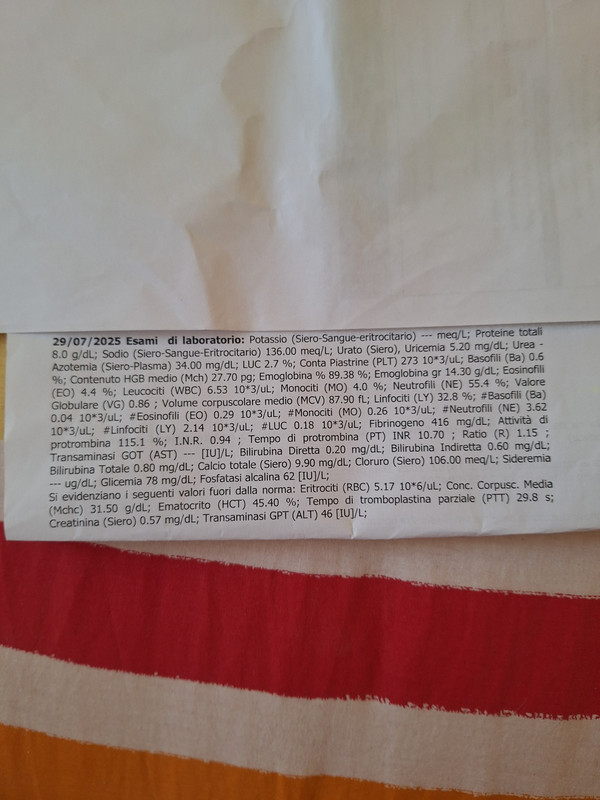 29/07/2025 Esami di laboratorio: Potassio (Siero-Sangue-eritrocitario) --- meq/L; Proteine totali
8.0 g/dL; Sodio (Siero-Sangue-Eritrocitario) 136.00 meq/L; Urato (Siero), Uricemia 5.20 mg/dL; Urea -
Azotemia (Siero-Plasma) 34.00 mg/dL; LUC 2.7 %; Conta Piastrine (PLT) 273 10*3/uL; Basofili (Ba) 0.6
%; Contenuto HGB medio (Mch) 27.70 pg; Emoglobina % 89.38 %; Emoglobina gr 14.30 g/dL; Eosinofili
(EO) 4.4 %; Leucociti (WBC) 6.53 10*3/uL; Monociti (MO) 4.0 %; Neutrofili (NE) 55.4 %; Valore
Globulare (VG) 0.86 ; Volume corpuscolare medio (MCV) 87.90 fL; Linfociti (LY) 32.8 %; #Basofili (Ba)
0.04 10*3/uL; #Eosinofili (EO) 0.29 10*3/uL; #Monociti (MO) 0.26 10*3/uL; #Neutrofili (NE) 3.62
10*3/uL; #Linfociti (LY) 2.14 10*3/uL; #LUC 0.18 10*3/uL; Fibrinogeno 416 mg/dL; Attività di
protrombina 115.1 %; I.N.R. 0.94 ; Tempo di protrombina (PT) INR 10.70 ; Ratio (R) 1.15 ;
Transaminasi GOT (AST) --- [IU]/L; Bilirubina Diretta 0.20 mg/dL; Bilirubina Indiretta 0.60 mg/dL;
Bilirubina Totale 0.80 mg/dL; Calcio totale (Siero) 9.90 mg/dL; Cloruro (Siero) 106.00 meq/L; Sideremia
--- ug/dL; Glicemia 78 mg/dL; Fosfatasi alcalina 62 [IU]/L;
Si evidenziano i seguenti valori fuori dalla norma: Eritrociti (RBC) 5.17 10*6/uL; Conc. Corpusc. Media
(Mchc) 31.50 g/dL; Ematocrito (HCT) 45.40 %; Tempo di tromboplastina parziale (PTT) 29.8 s;
Creatinina (Siero) 0.57 mg/dL; Transaminasi GPT (ALT) 46 [IU]/L;